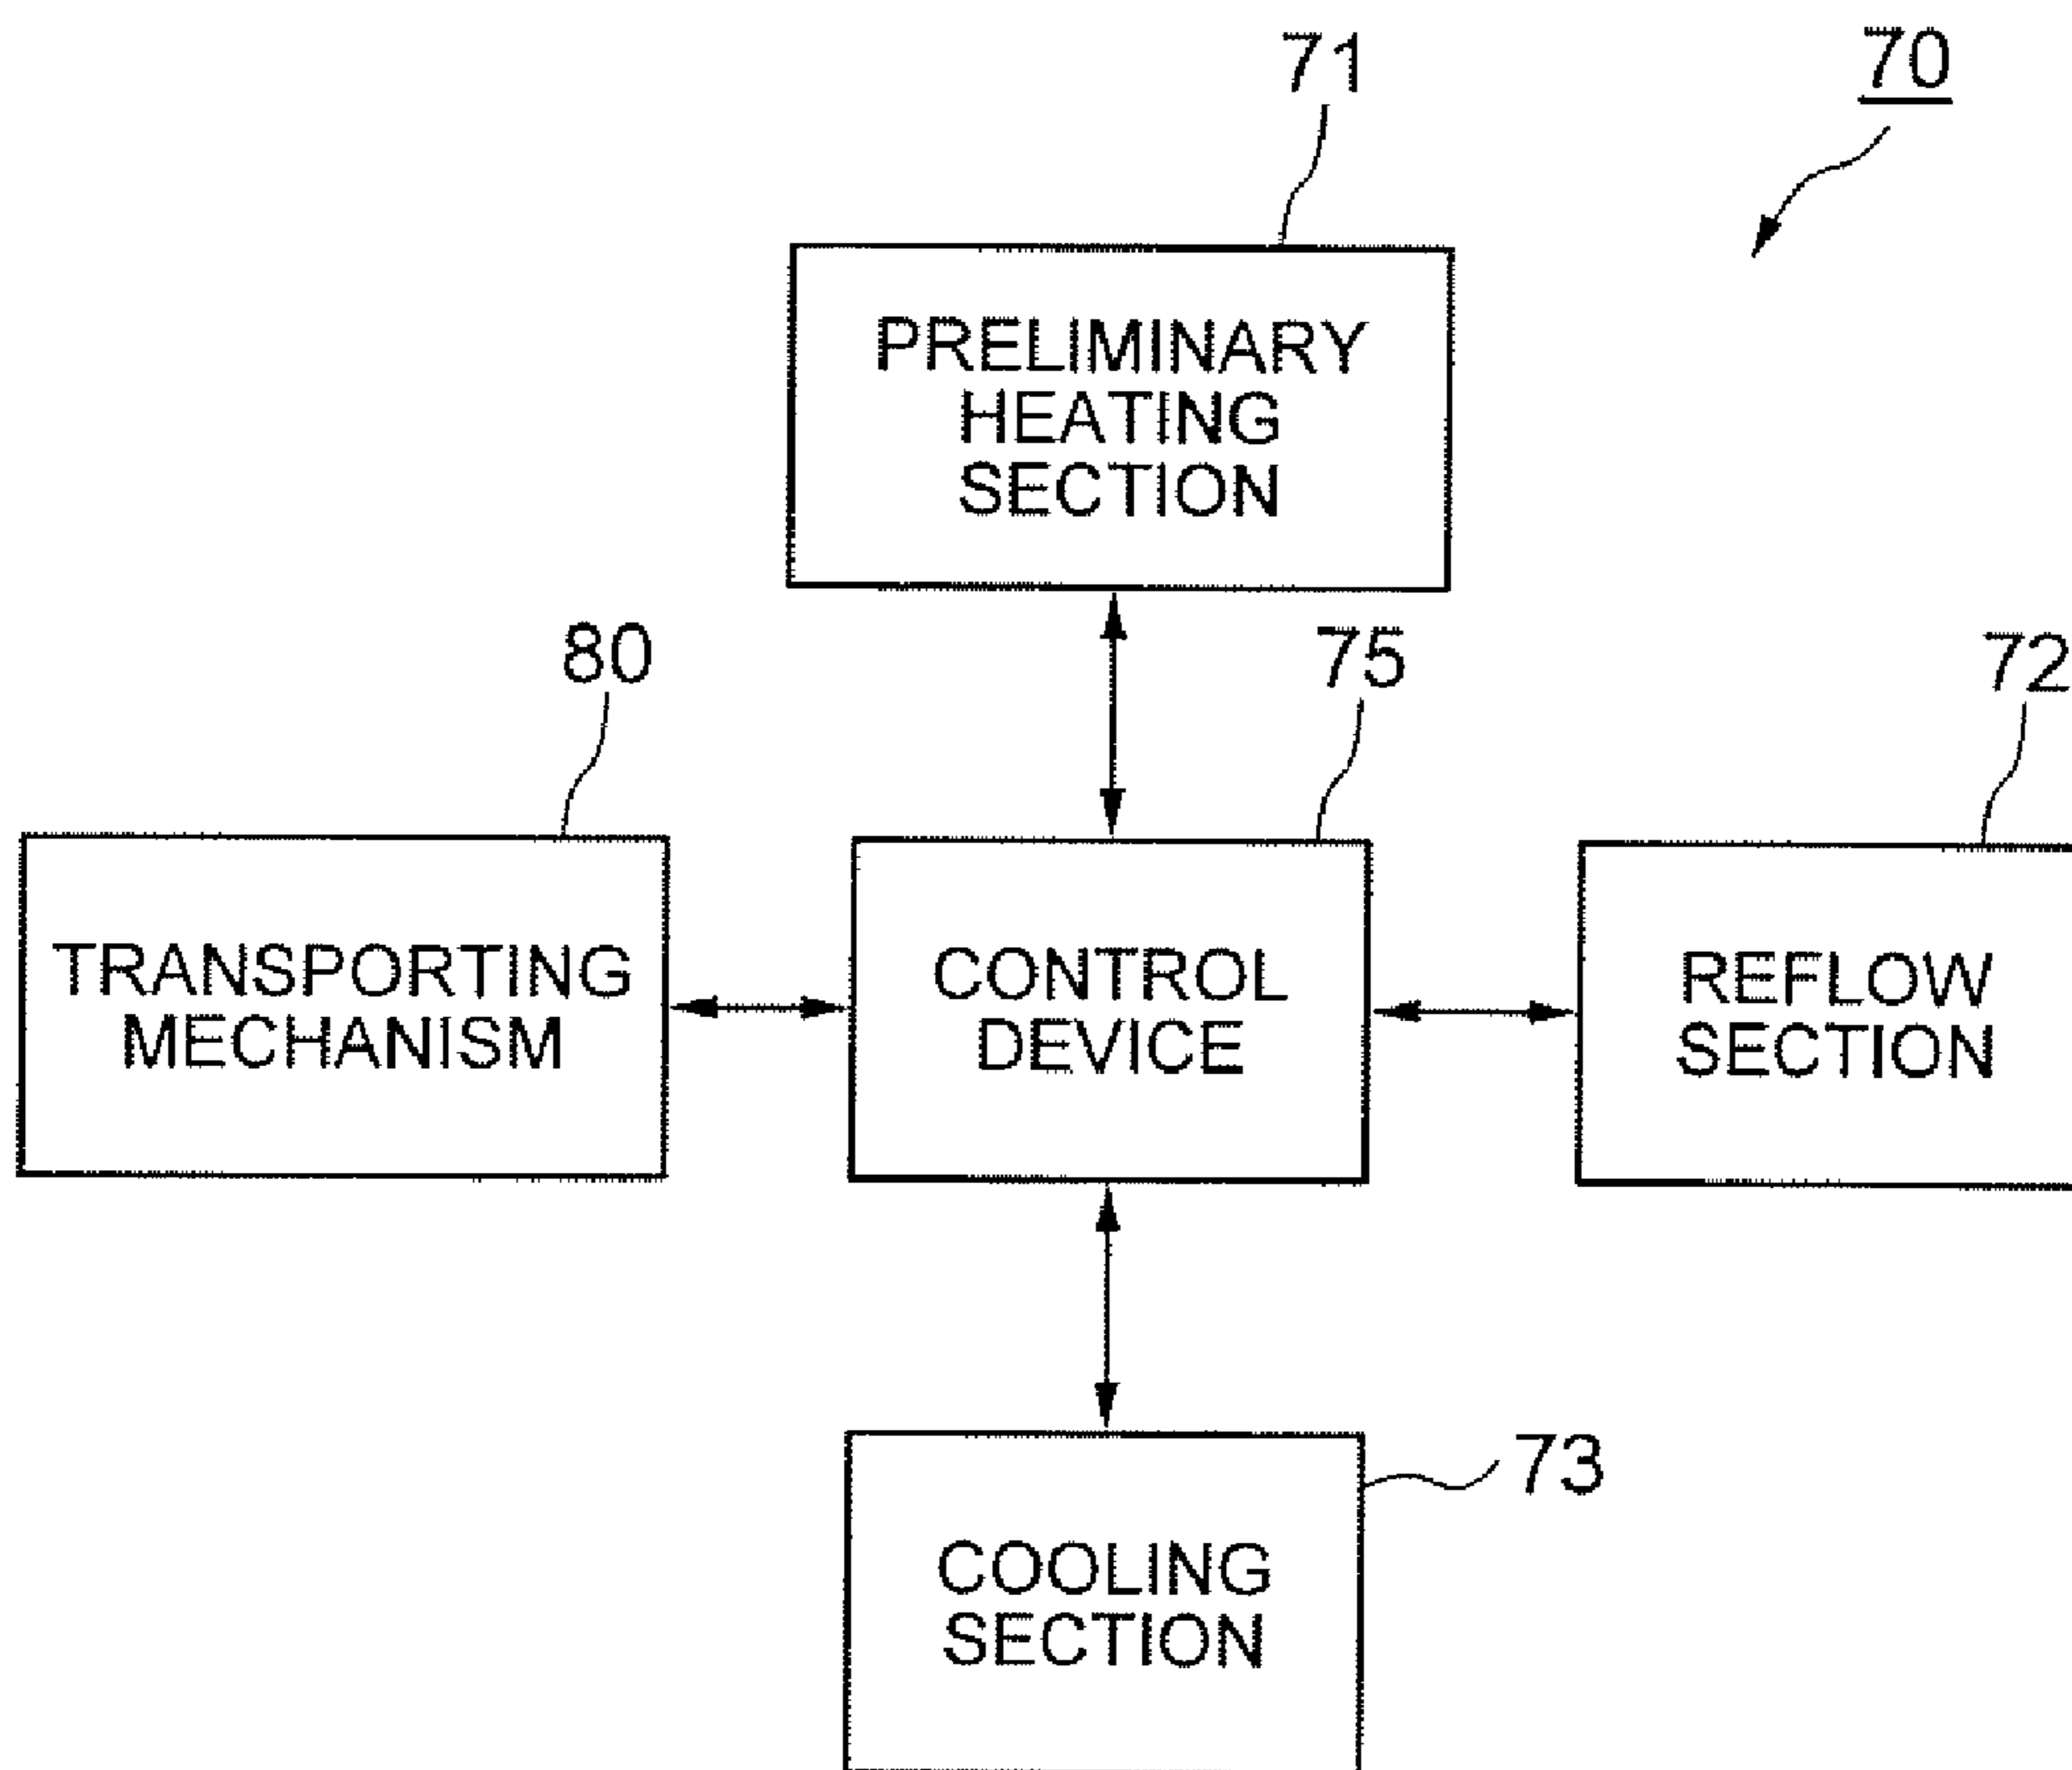 71
70
PRELIMINARY
HEATING
SECTION
80
75
72
TRANSPORTING
MECHANISM
CONTROL
DEVICE
REFLOW
SECTION
73
COOLING
SECTION